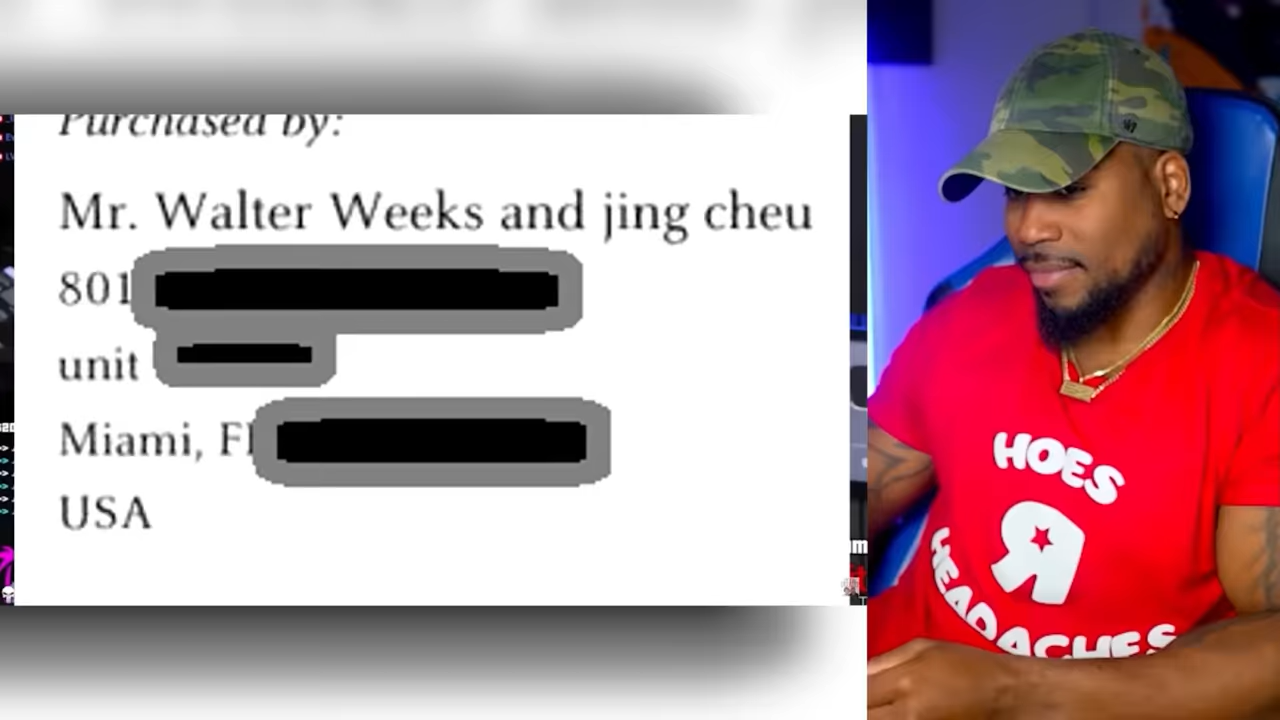 Purchased by:
Mr. Walter Weeks and jing cheu
801
unit
Miami, Fl
USA
HOES
R
HEADACHES